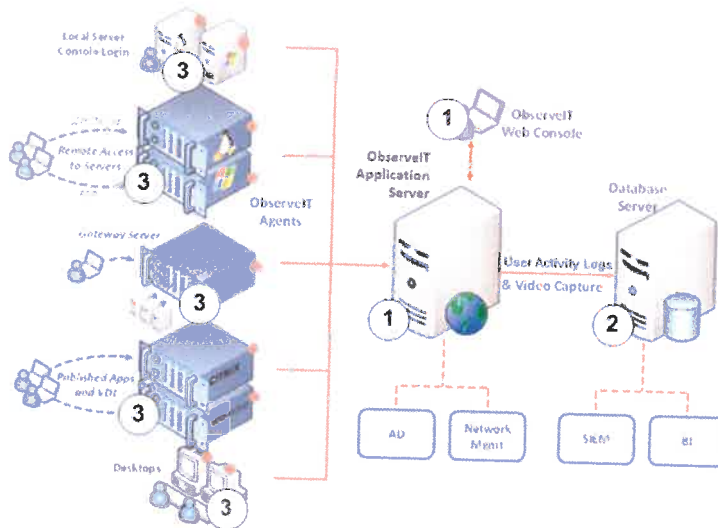 Local Server
Console Login
3
Remote Access
to Servers
3
ObserveIT
Agents
Gateway Server
3
Published Apps
and VDI
CITRIX
3
Desktops
3
1
ObserveIT
Web Console
ObserveIT
Application
Server
1
Database
Server
User Activity Logs
& Video Capture
2
AD
Network
Mgmt
SIEM
BI